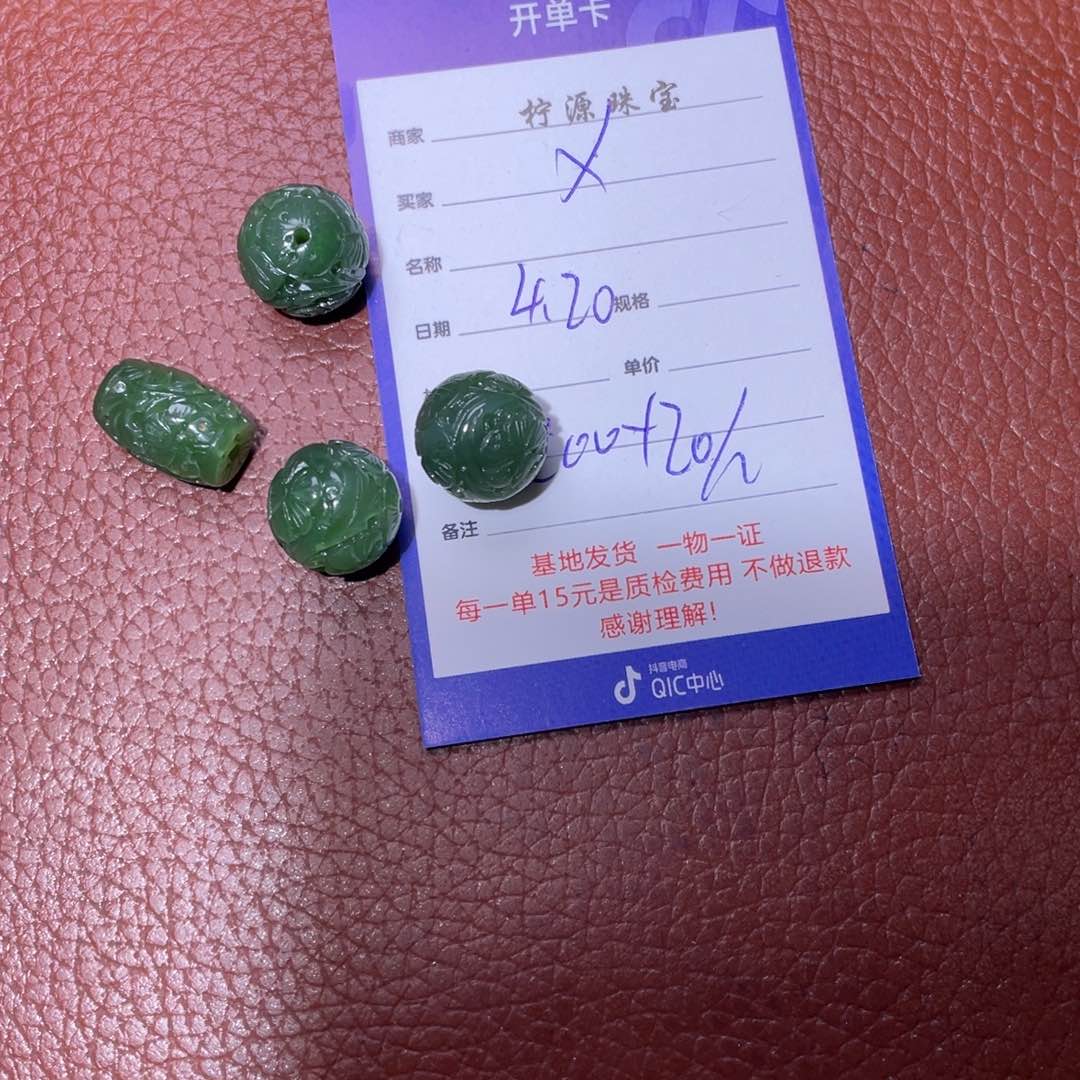 开单卡
商家 柠源珠宝
买家 X
名称
日期 4.20 规格
单价
00+20/
备注
基地发货 一物一证
每一单15元是质检费用 不做退款
感谢理解!
抖音电商
QIC中心